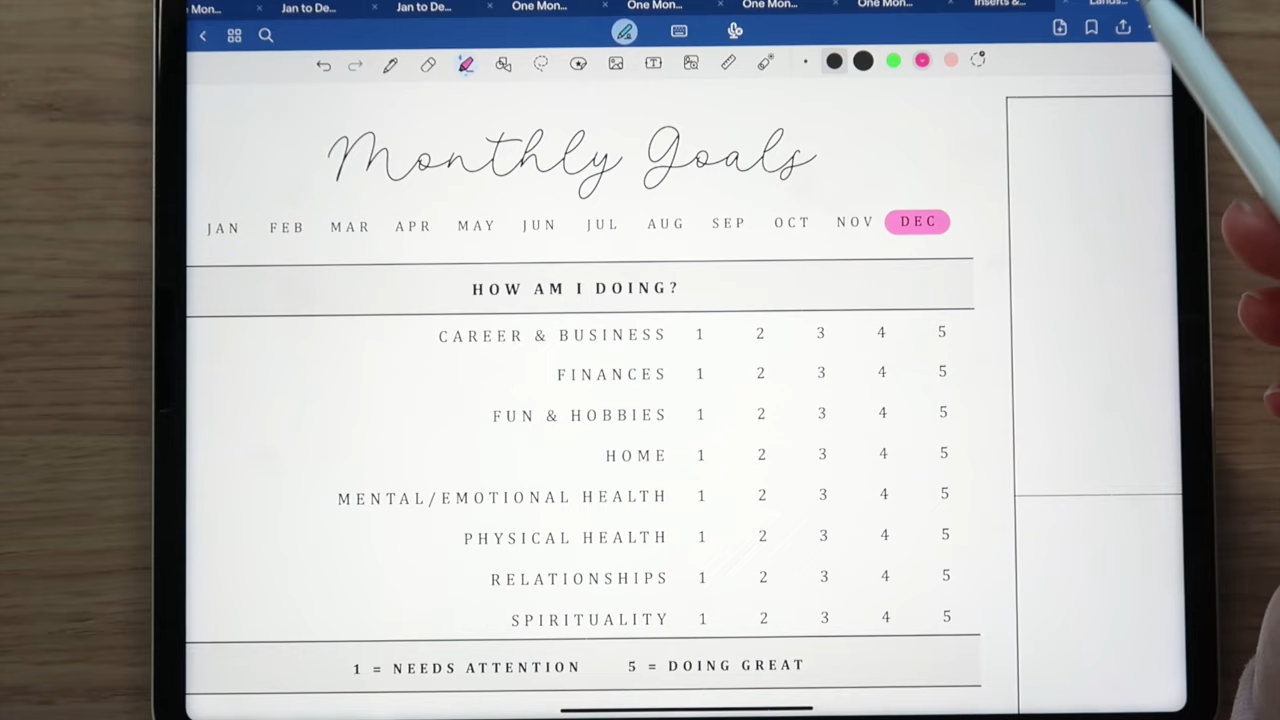 Mon...
Jan to De...
Jan to De...
One Mon...
One Mon...
One Mon...
One Mon...
Inserts &...
Lands...
Monthly Goals
JAN FEB MAR APR MAY JUN JUL AUG SEP OCT NOV DEC
HOW AM I DOING?
CAREER & BUSINESS 1 2 3 4 5
FINANCES 1 2 3 4 5
FUN & HOBBIES 1 2 3 4 5
HOME 1 2 3 4 5
MENTAL/EMOTIONAL HEALTH 1 2 3 4 5
PHYSICAL HEALTH 1 2 3 4 5
RELATIONSHIPS 1 2 3 4 5
SPIRITUALITY 1 2 3 4 5
1 = NEEDS ATTENTION 5 = DOING GREAT